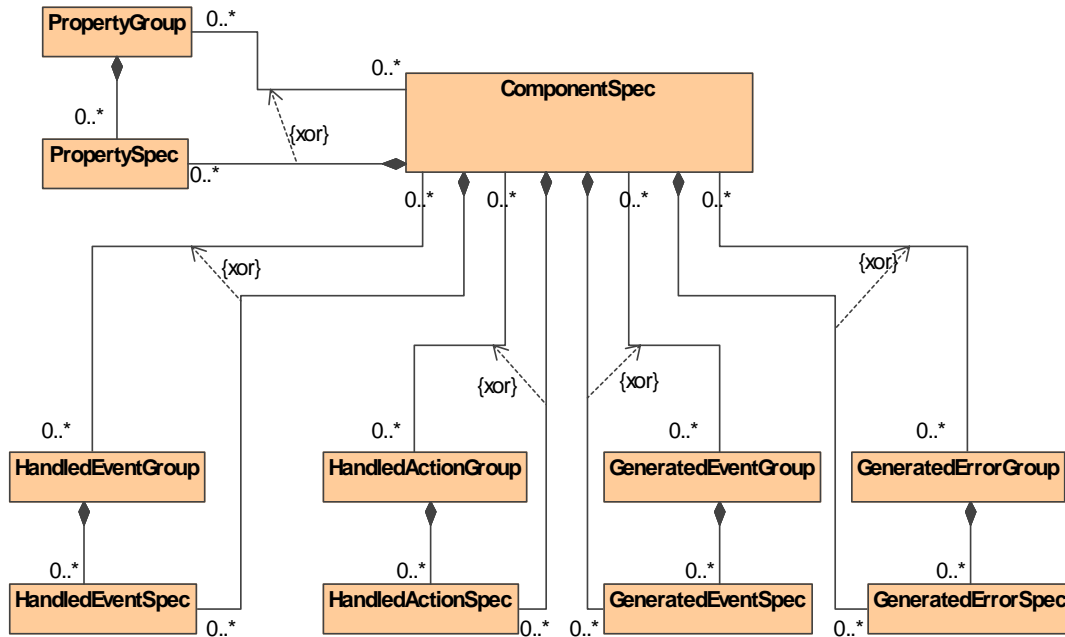 PropertyGroup
0..*
0..*
ComponentSpec
0..*
{xor}
PropertySpec
0..*
0..*
0..*
0..*
0..*
{xor}
{xor}
{xor}
{xor}
0..*
0..*
0..*
0..*
HandledEventGroup
HandledActionGroup
GeneratedEventGroup
GeneratedErrorGroup
0..*
0..*
0..*
0..*
HandledEventSpec
HandledActionSpec
GeneratedEventSpec
GeneratedErrorSpec
0..*
0..*
0..*
0..*